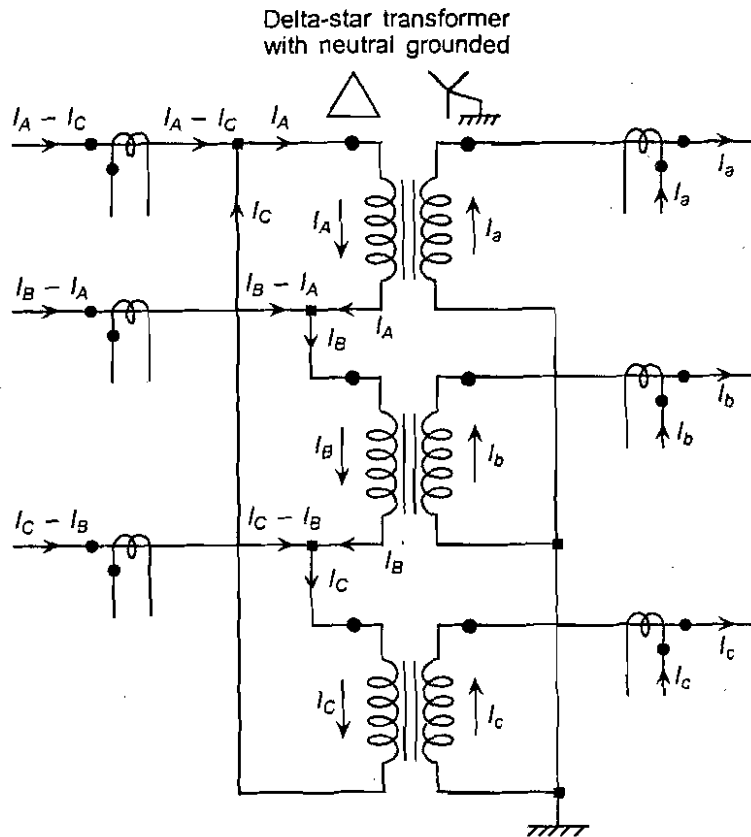 Delta-star transformer
with neutral grounded
I_A − I_C
I_A − I_C
I_A
I_a
I_C
I_A
I_a
I_a
I_B − I_A
I_B − I_A
I_A
I_B
I_b
I_B
I_b
I_b
I_C − I_B
I_C − I_B
I_B
I_C
I_c
I_C
I_c
I_c